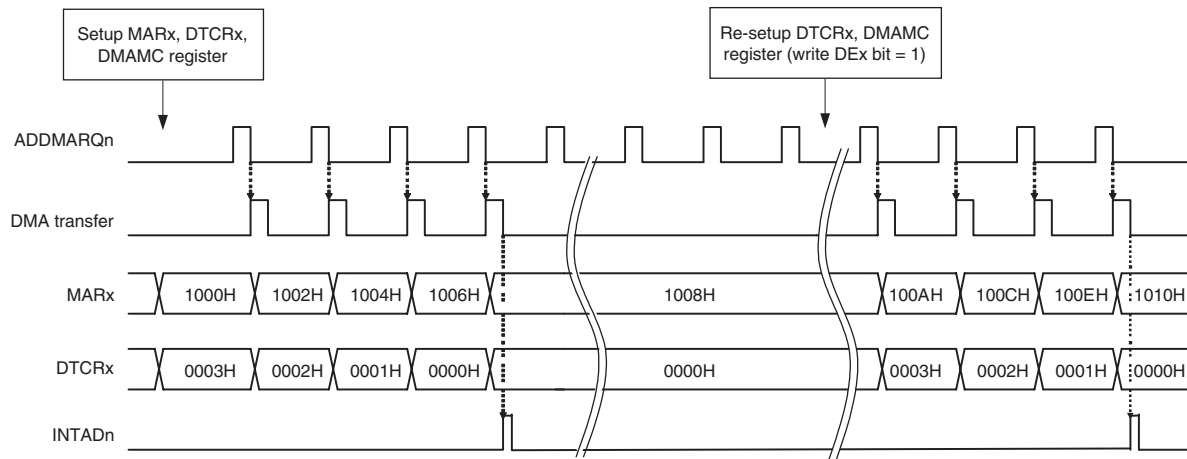 Setup MARx, DTCRx,
DMAMC register
Re-setup DTCRx, DMAMC
register (write DEx bit = 1)
ADDMARQn
DMA transfer
MARx
1000H 1002H 1004H 1006H 1008H 100AH 100CH 100EH 1010H
DTCRx
0003H 0002H 0001H 0000H 0000H 0003H 0002H 0001H 0000H
INTADn